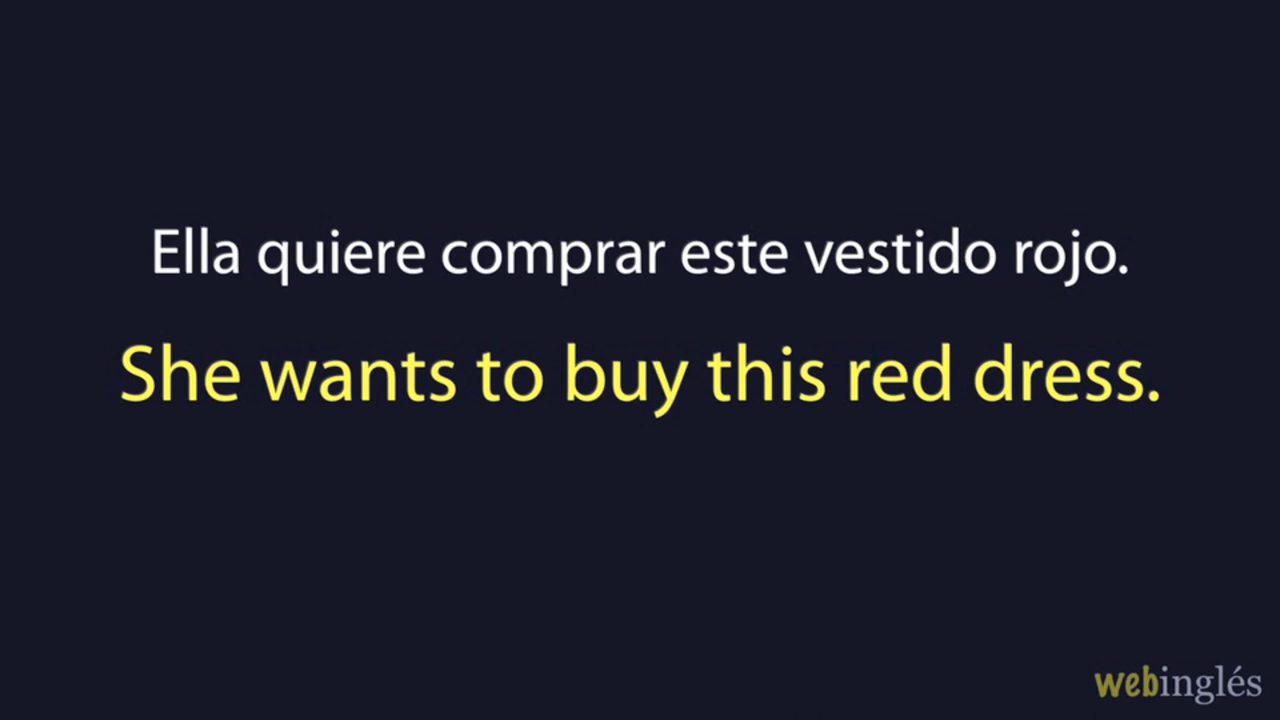 Ella quiere comprar este vestido rojo.
She wants to buy this red dress.
webinglés